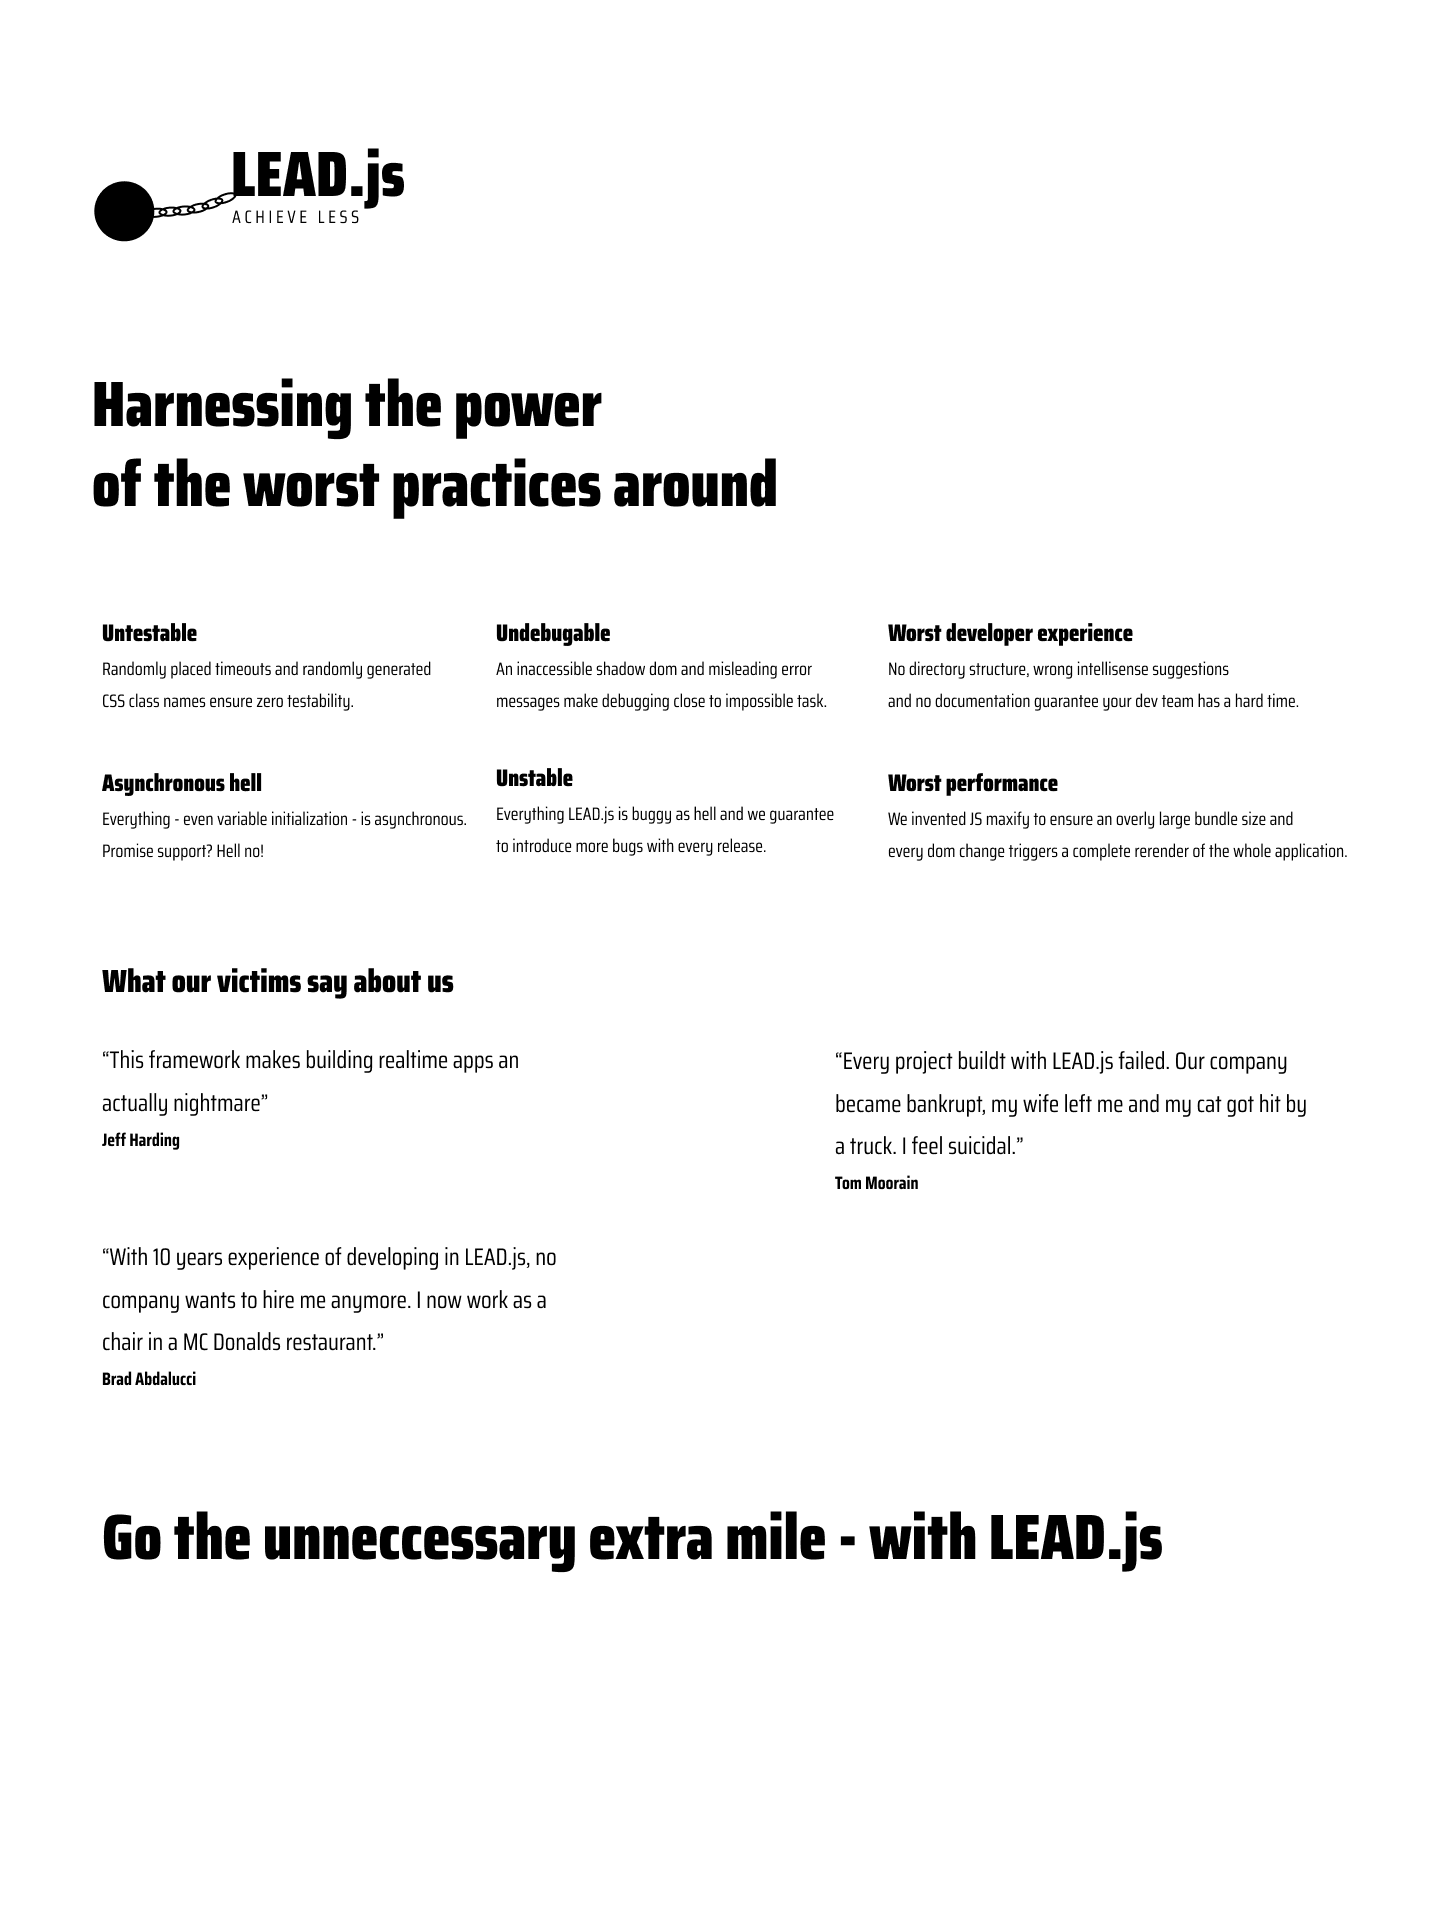 LEAD.js
ACHIEVE LESS
Harnessing the power
of the worst practices around
Untestable
Randomly placed timeouts and randomly generated
CSS class names ensure zero testability.
Undebugable
An inaccessible shadow dom and misleading error
messages make debugging close to impossible task.
Worst developer experience
No directory structure, wrong intellisense suggestions
and no documentation guarantee your dev team has a hard time.
Asynchronous hell
Everything - even variable initialization - is asynchronous.
Promise support? Hell no!
Unstable
Everything LEAD.js is buggy as hell and we guarantee
to introduce more bugs with every release.
Worst performance
We invented JS maxify to ensure an overly large bundle size and
every dom change triggers a complete rerender of the whole application.
What our victims say about us
“This framework makes building realtime apps an
actually nightmare”
Jeff Harding
“Every project buildt with LEAD.js failed. Our company
became bankrupt, my wife left me and my cat got hit by
a truck. I feel suicidal.”
Tom Moorain
“With 10 years experience of developing in LEAD.js, no
company wants to hire me anymore. I now work as a
chair in a MC Donalds restaurant.”
Brad Abdalucci
Go the unneccessary extra mile - with LEAD.js